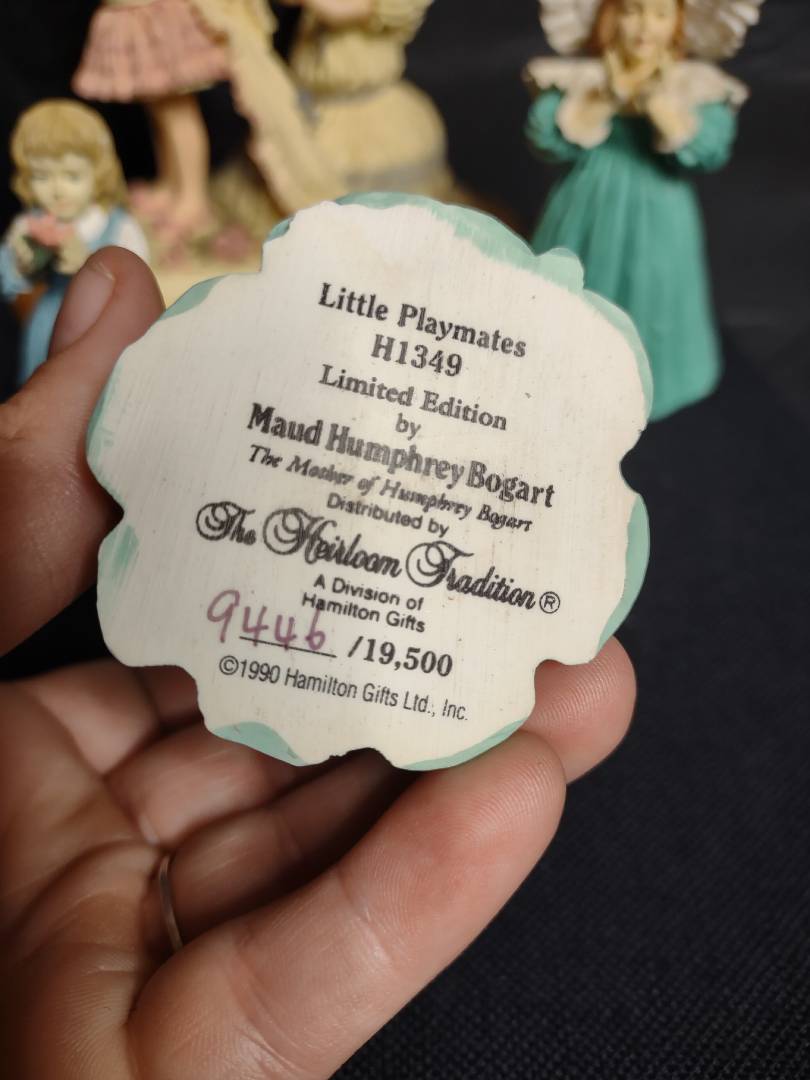 Little Playmates
H1349
Limited Edition
by
Maud Humphrey Bogart
The Mother of Humphrey Bogart
Distributed by
The Heirloom Tradition®
A Division of
Hamilton Gifts
9446 /19,500
©1990 Hamilton Gifts Ltd., Inc.